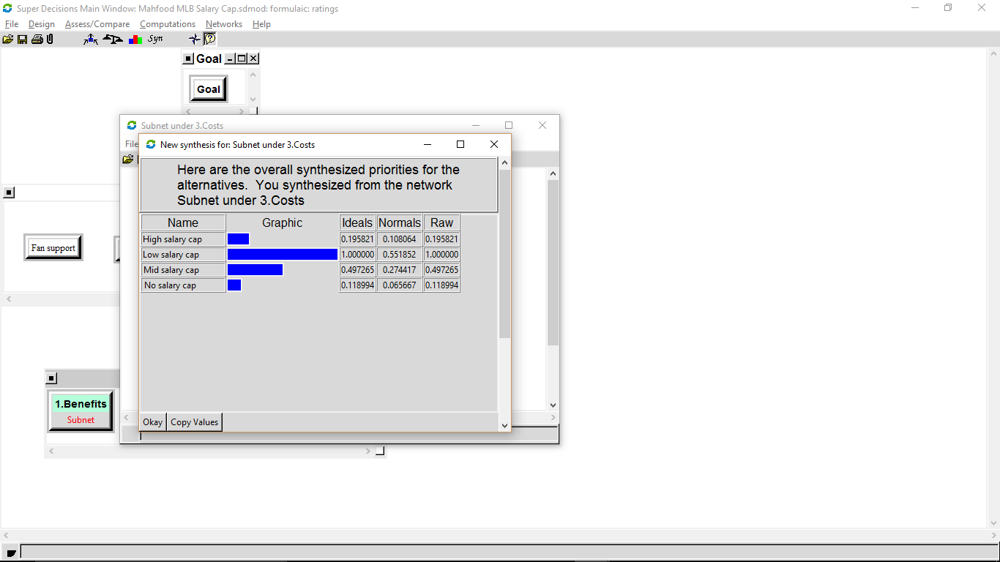 Super Decisions Main Window: Mahfood MLB Salary Cap.sdmod: formulaic: ratings
File Design Assess/Compare Computations Networks Help
Syn
Goal
Goal
Subnet under 3.Costs
File
New synthesis for: Subnet under 3.Costs
Here are the overall synthesized priorities for the
alternatives. You synthesized from the network
Subnet under 3.Costs
Name Graphic Ideals Normals Raw
High salary cap 0.195821 0.108064 0.195821
Low salary cap 1.000000 0.551852 1.000000
Mid salary cap 0.497265 0.274417 0.497265
No salary cap 0.118994 0.065667 0.118994
Fan support
1.Benefits
Subnet
Okay Copy Values